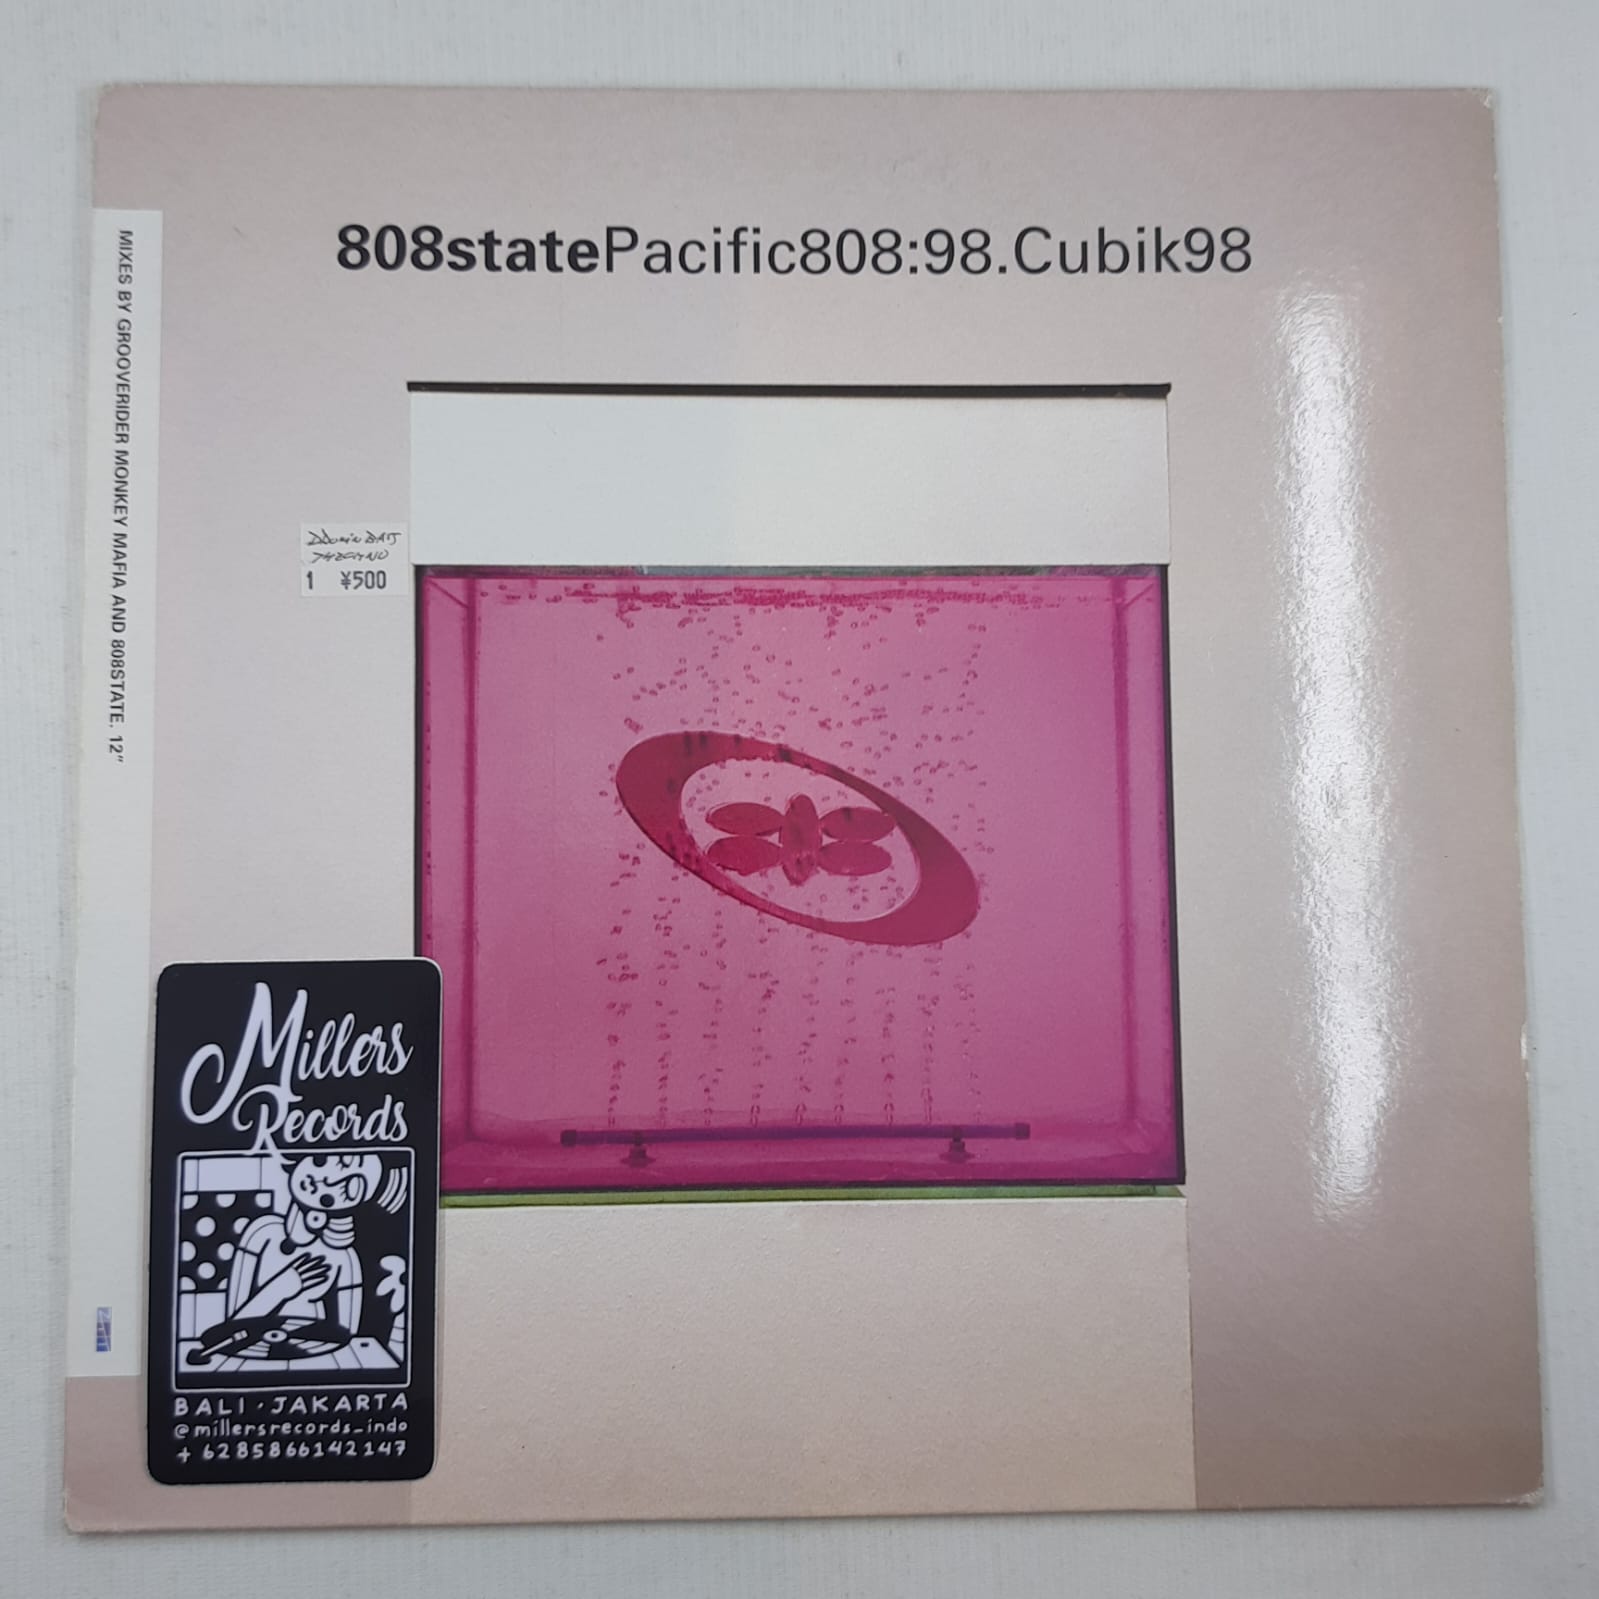 808statePacific808:98.Cubik98
MIXES BY GROOVERIDER MONKEY MAFIA AND 808STATE. 12"
1 ¥500
ZTT
Millers
Records
BALI · JAKARTA
@millersrecords_indo
+ 6285866142147